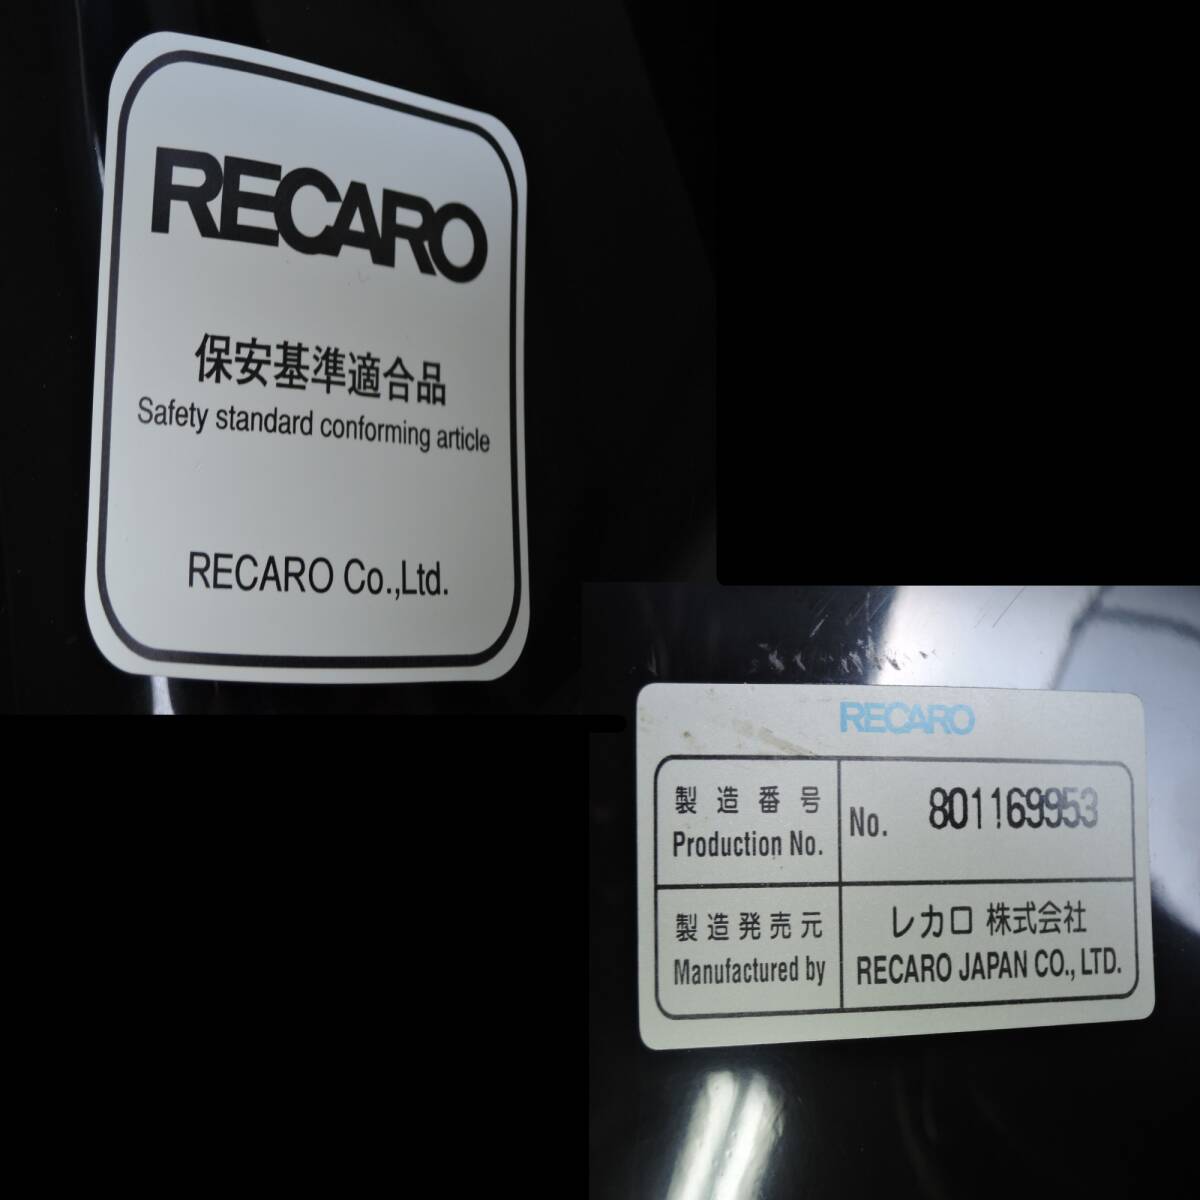 RECARO
保安基準適合品
Safety standard conforming article
RECARO Co.,Ltd.
RECARO
製造番号
Production No.
No. 801169953
製造発売元
Manufactured by
レカロ 株式会社
RECARO JAPAN CO., LTD.